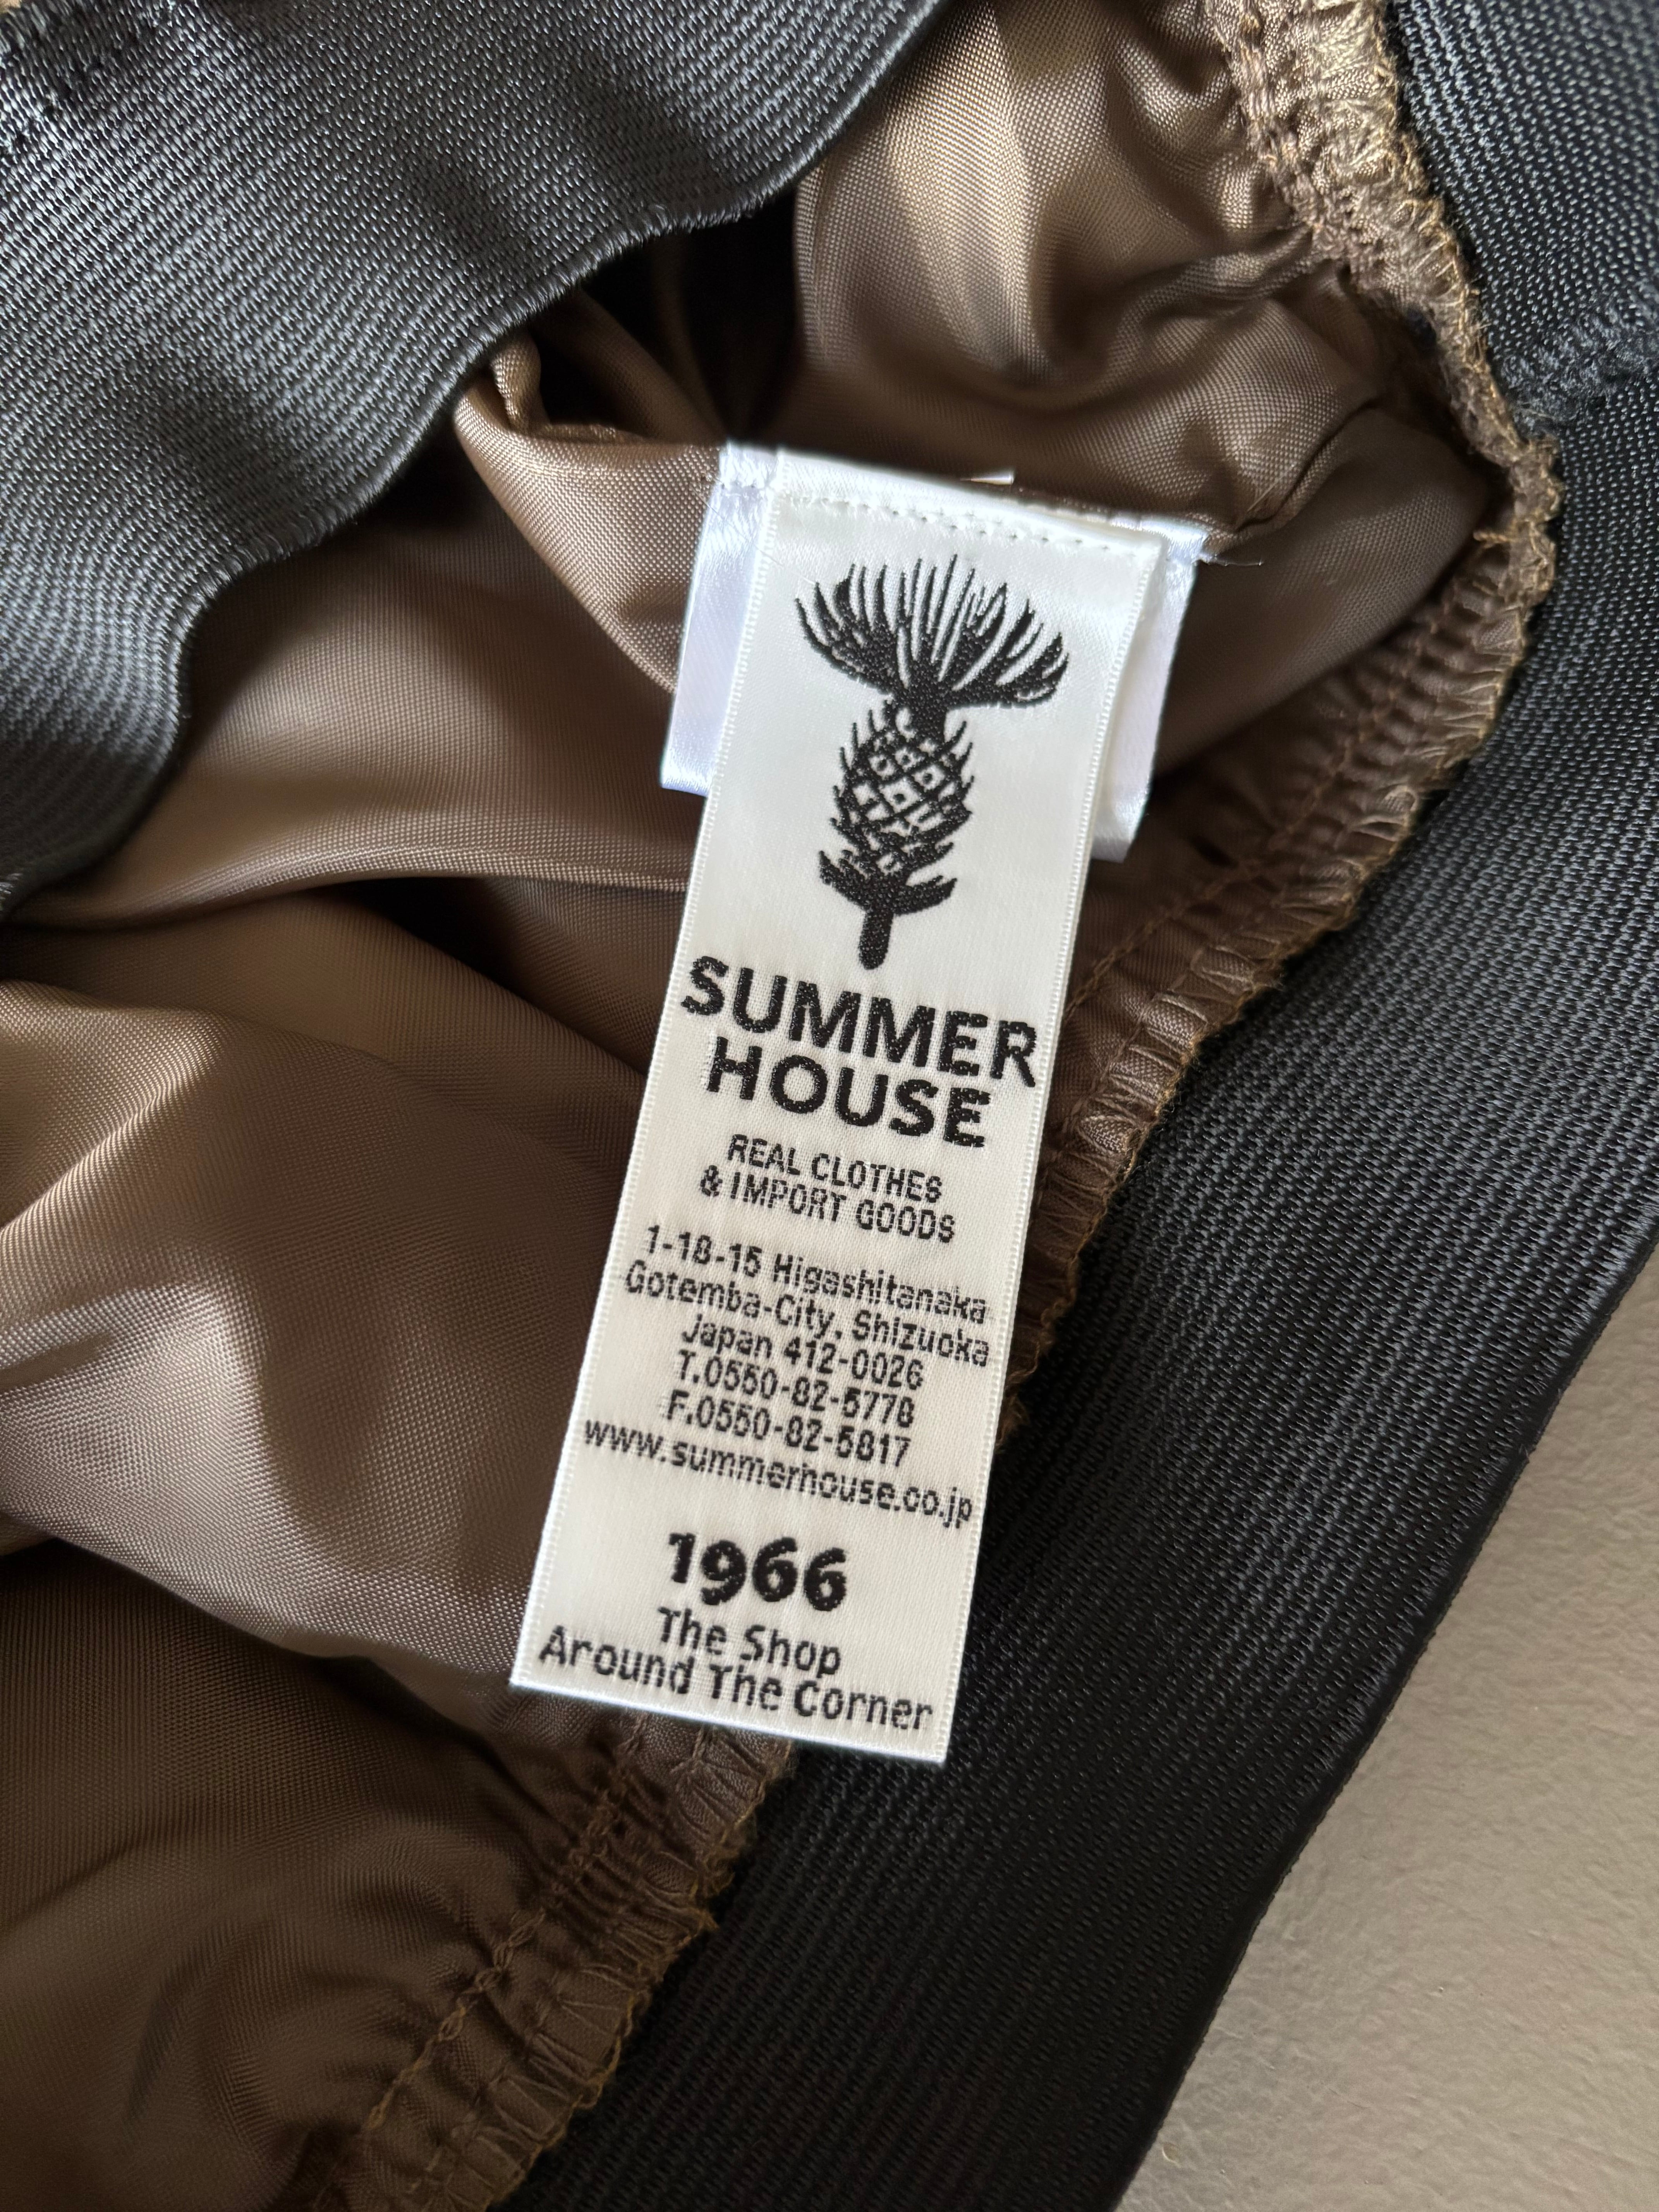 SUMMER
HOUSE
REAL CLOTHES
& IMPORT GOODS
1-18-15 Higashitanaka
Gotemba-City, Shizuoka
Japan 412-0026
T.0550-82-5778
F.0550-82-5817
www.summerhouse.co.jp
1966
The Shop
Around The Corner